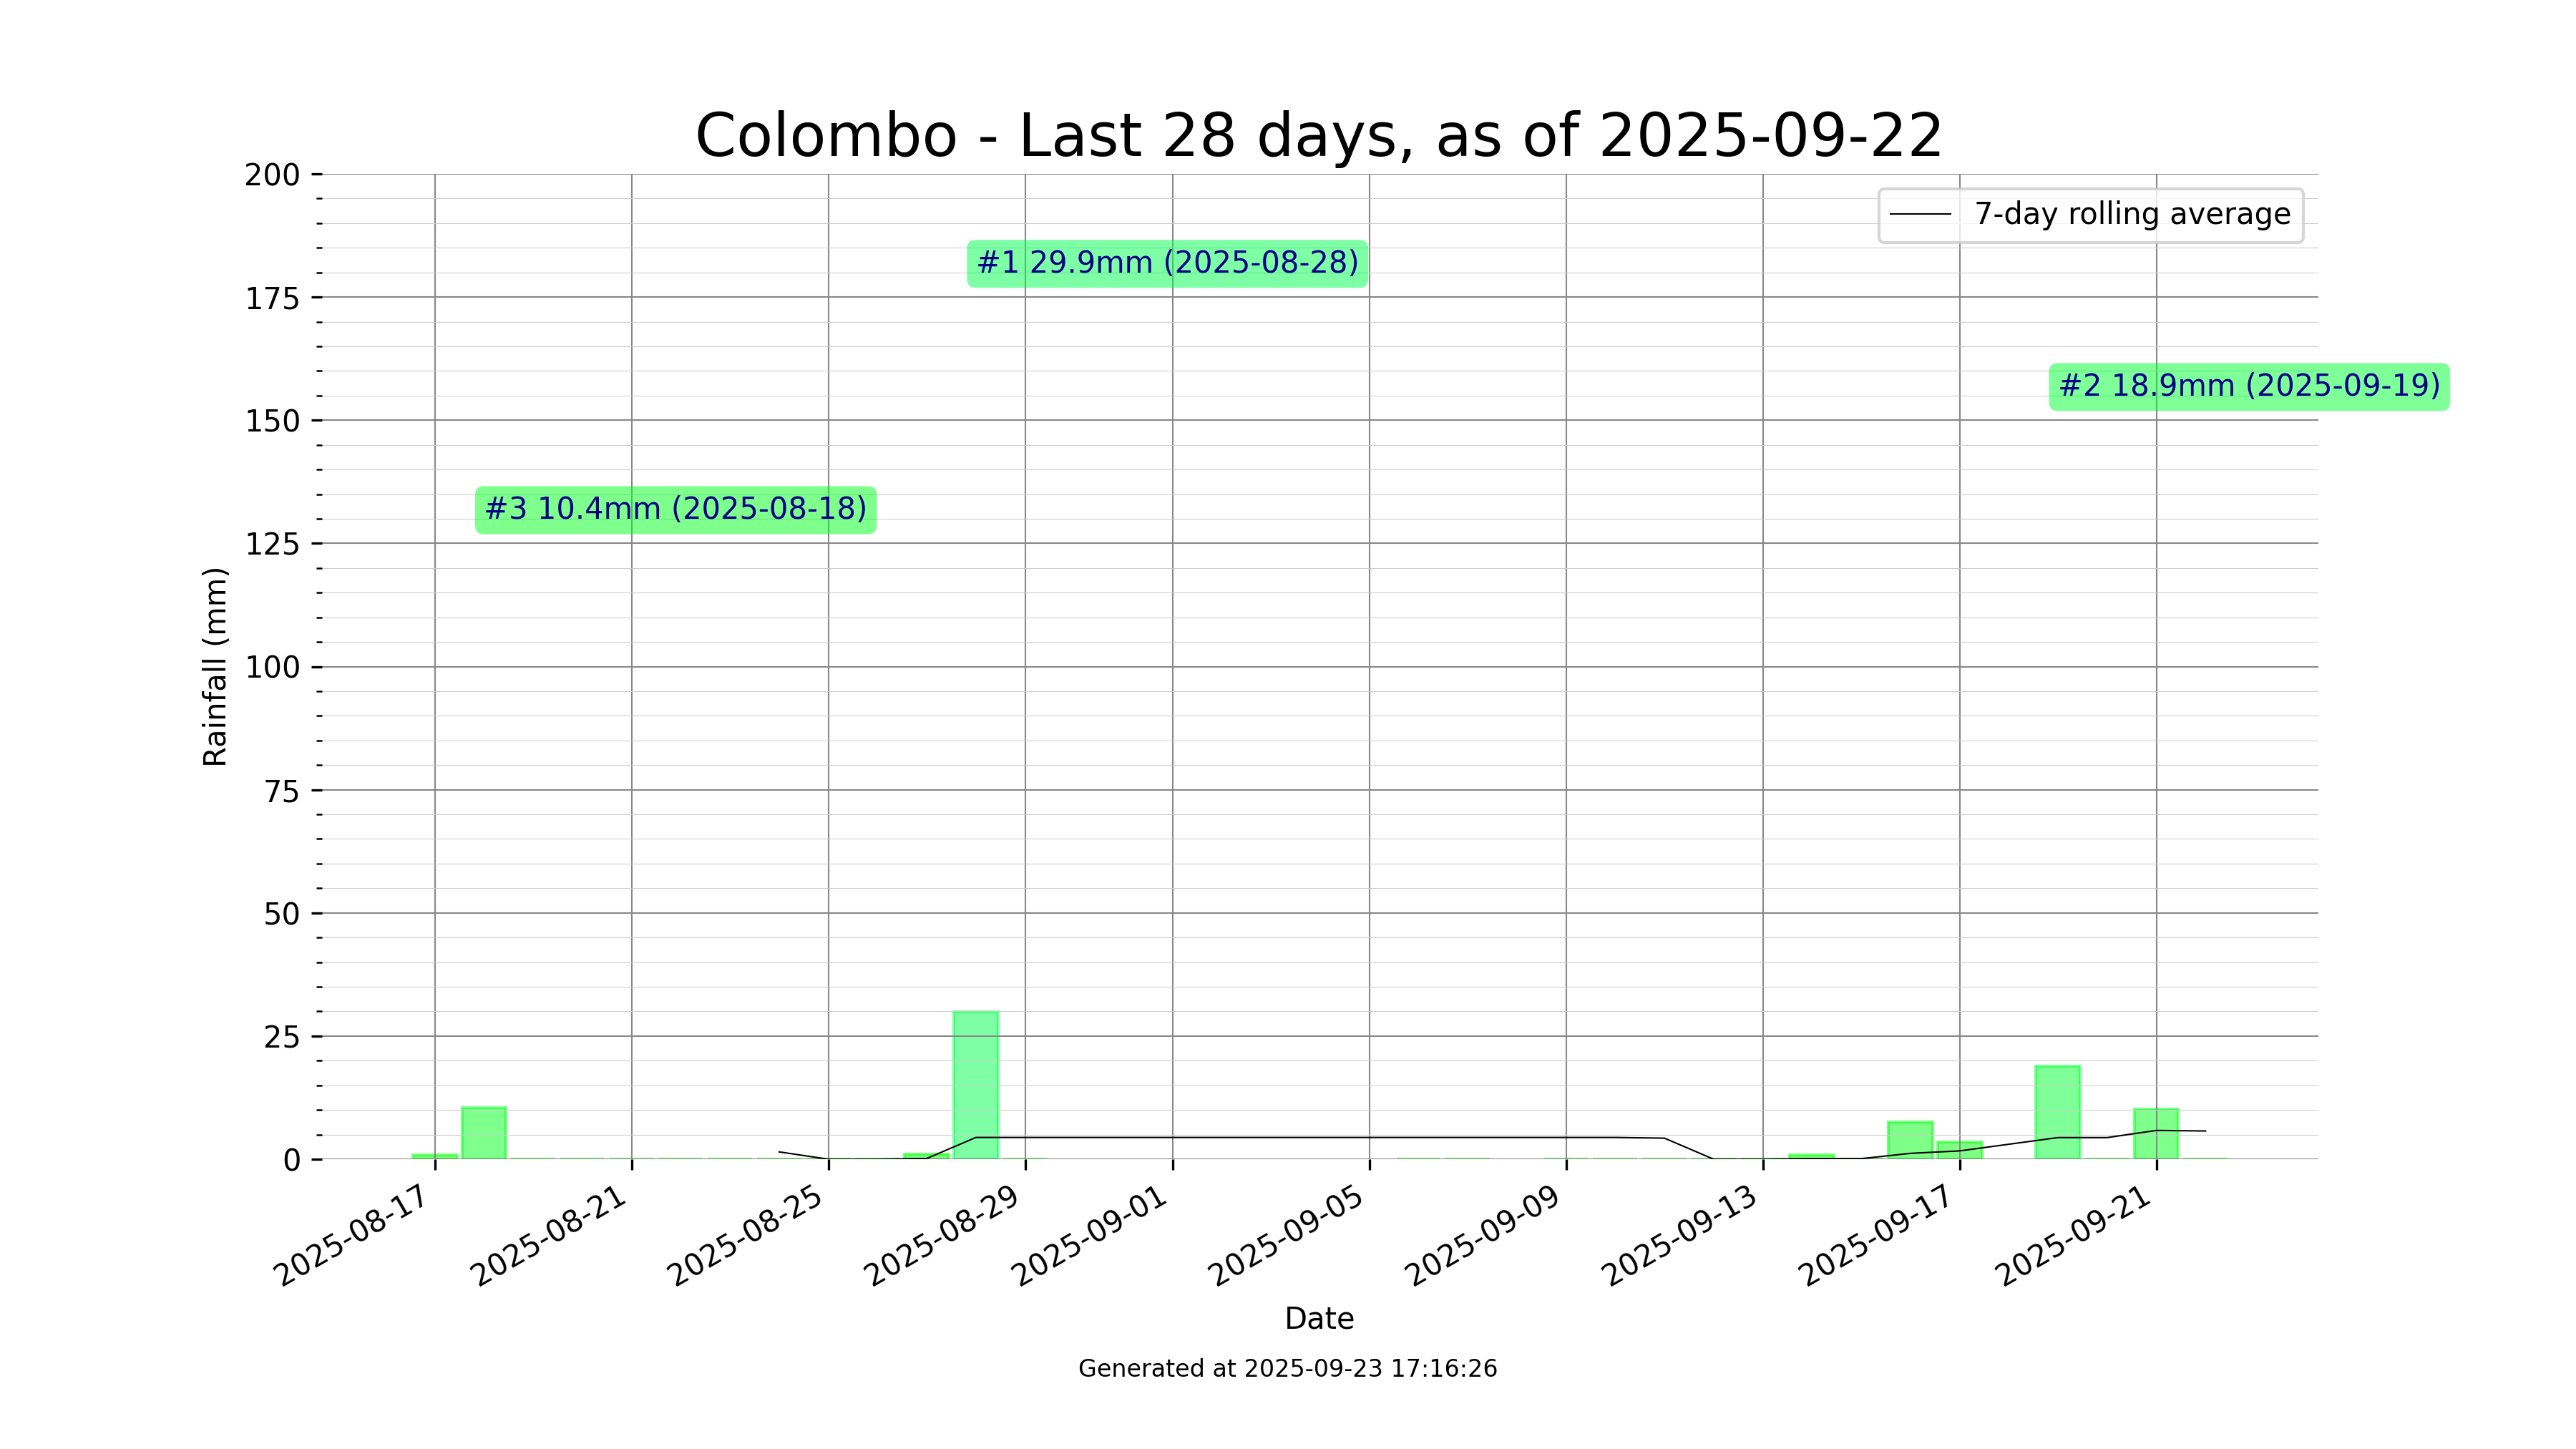 Colombo - Last 28 days, as of 2025-09-22
7-day rolling average
#1 29.9mm (2025-08-28)
#2 18.9mm (2025-09-19)
#3 10.4mm (2025-08-18)
Rainfall (mm)
200
175
150
125
100
75
50
25
0
2025-08-17
2025-08-21
2025-08-25
2025-08-29
2025-09-01
2025-09-05
2025-09-09
2025-09-13
2025-09-17
2025-09-21
Date
Generated at 2025-09-23 17:16:26